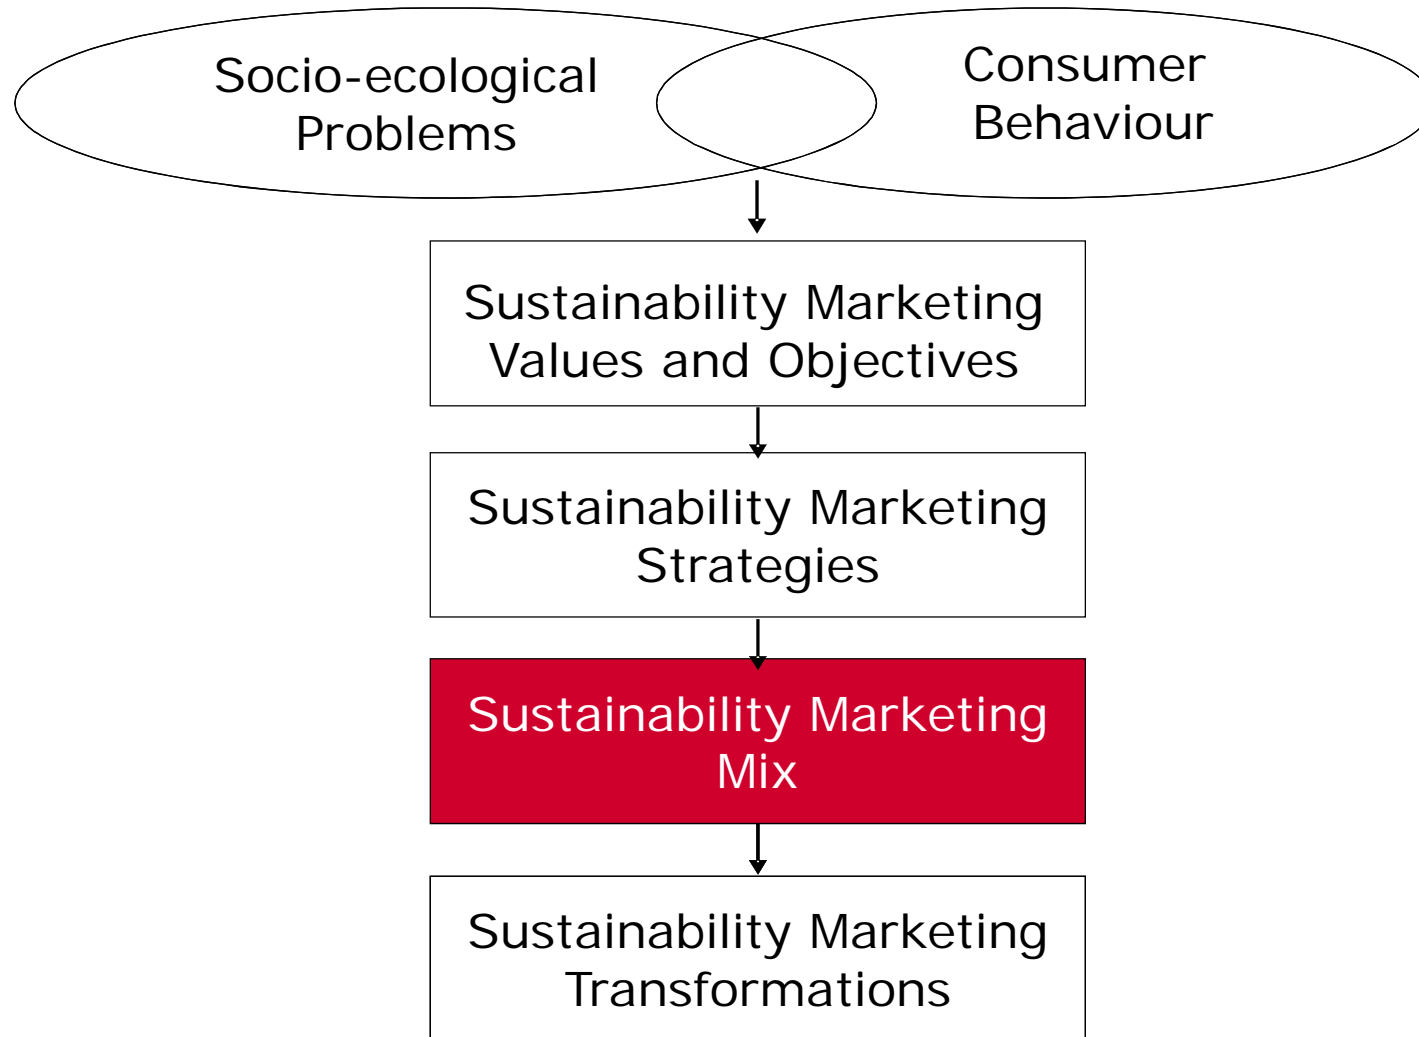 Socio-ecological
Problems
Consumer
Behaviour
Sustainability Marketing
Values and Objectives
Sustainability Marketing
Strategies
Sustainability Marketing
Mix
Sustainability Marketing
Transformations